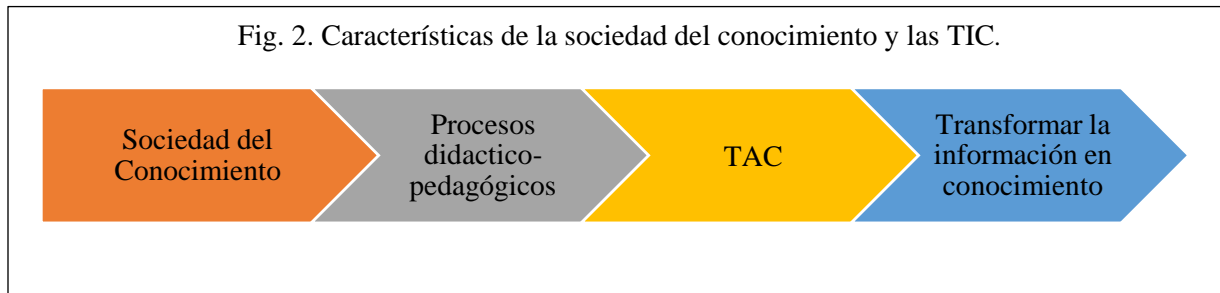 Fig. 2. Características de la sociedad del conocimiento y las TIC.
Sociedad del
Conocimiento
Procesos
didactico-
pedagógicos
TAC
Transformar la
información en
conocimiento